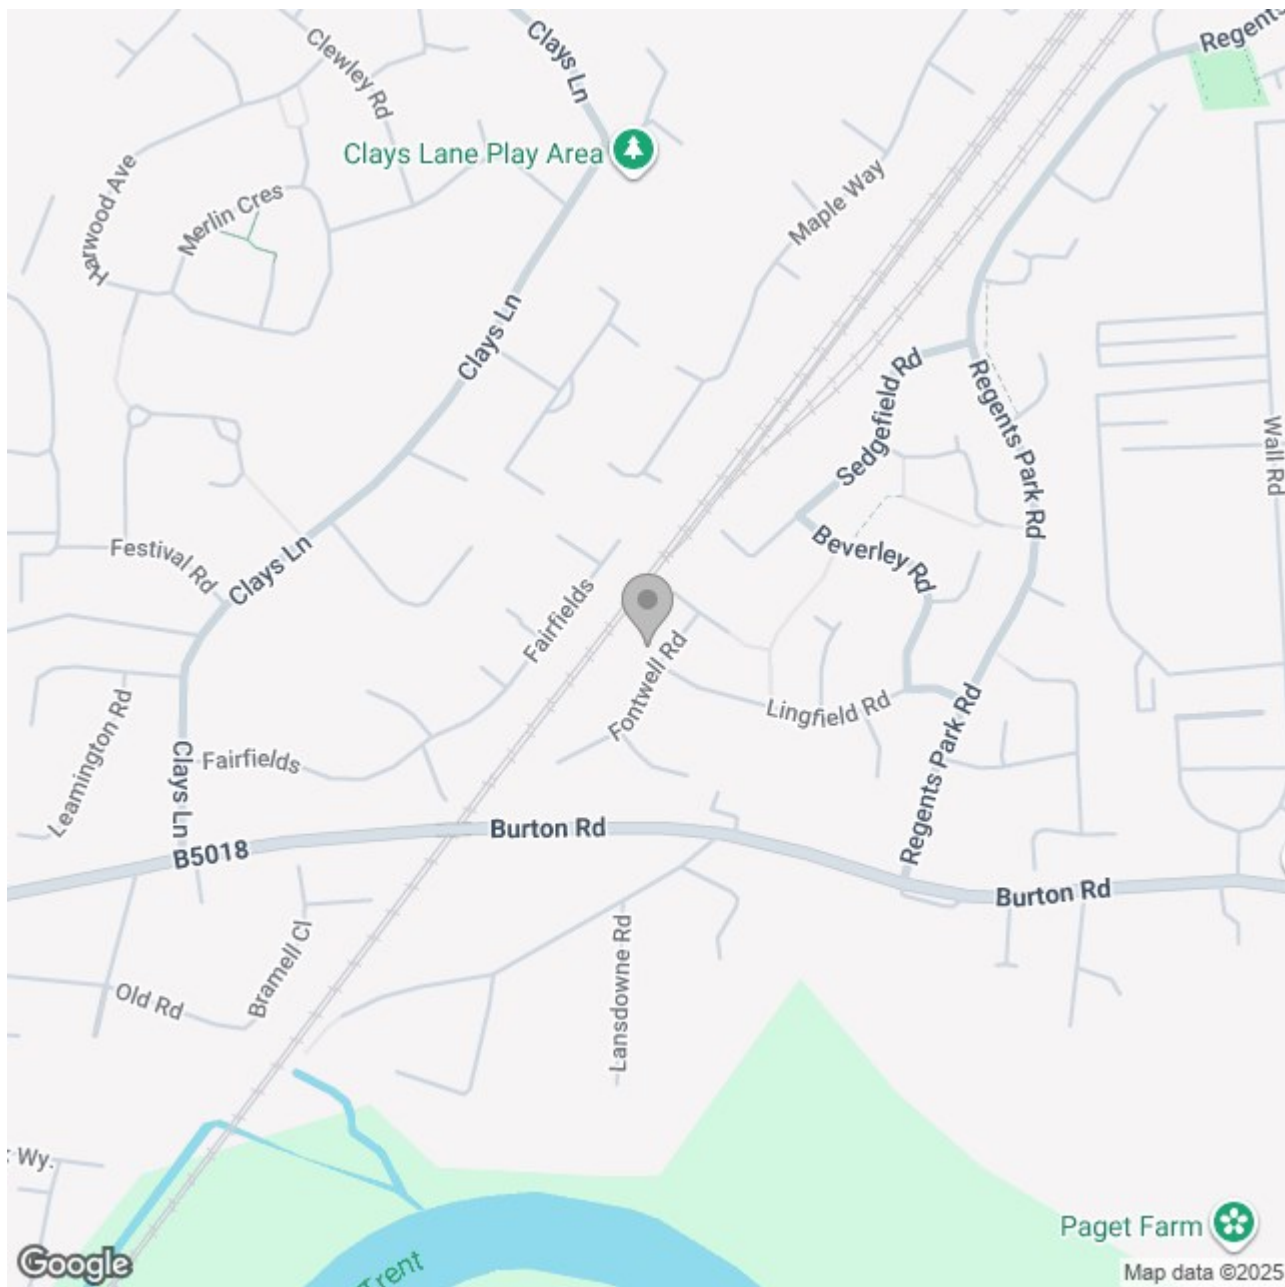 Regents
Clays Ln
Clewley Rd
Clays Lane Play Area
Harwood Ave
Merlin Cres
Maple Way
Clays Ln
Sedgefield Rd
Regents Park Rd
Wall Rd
Festival Rd
Clays Ln
Beverley Rd
Fairfields
Fontwell Rd
Lingfield Rd
Leamington Rd
Fairfields
Clays Ln
Regents Park Rd
Burton Rd
B5018
Burton Rd
Bramell Cl
Old Rd
Lansdowne Rd
Wy.
Paget Farm
Trent
Google
Map data ©2025